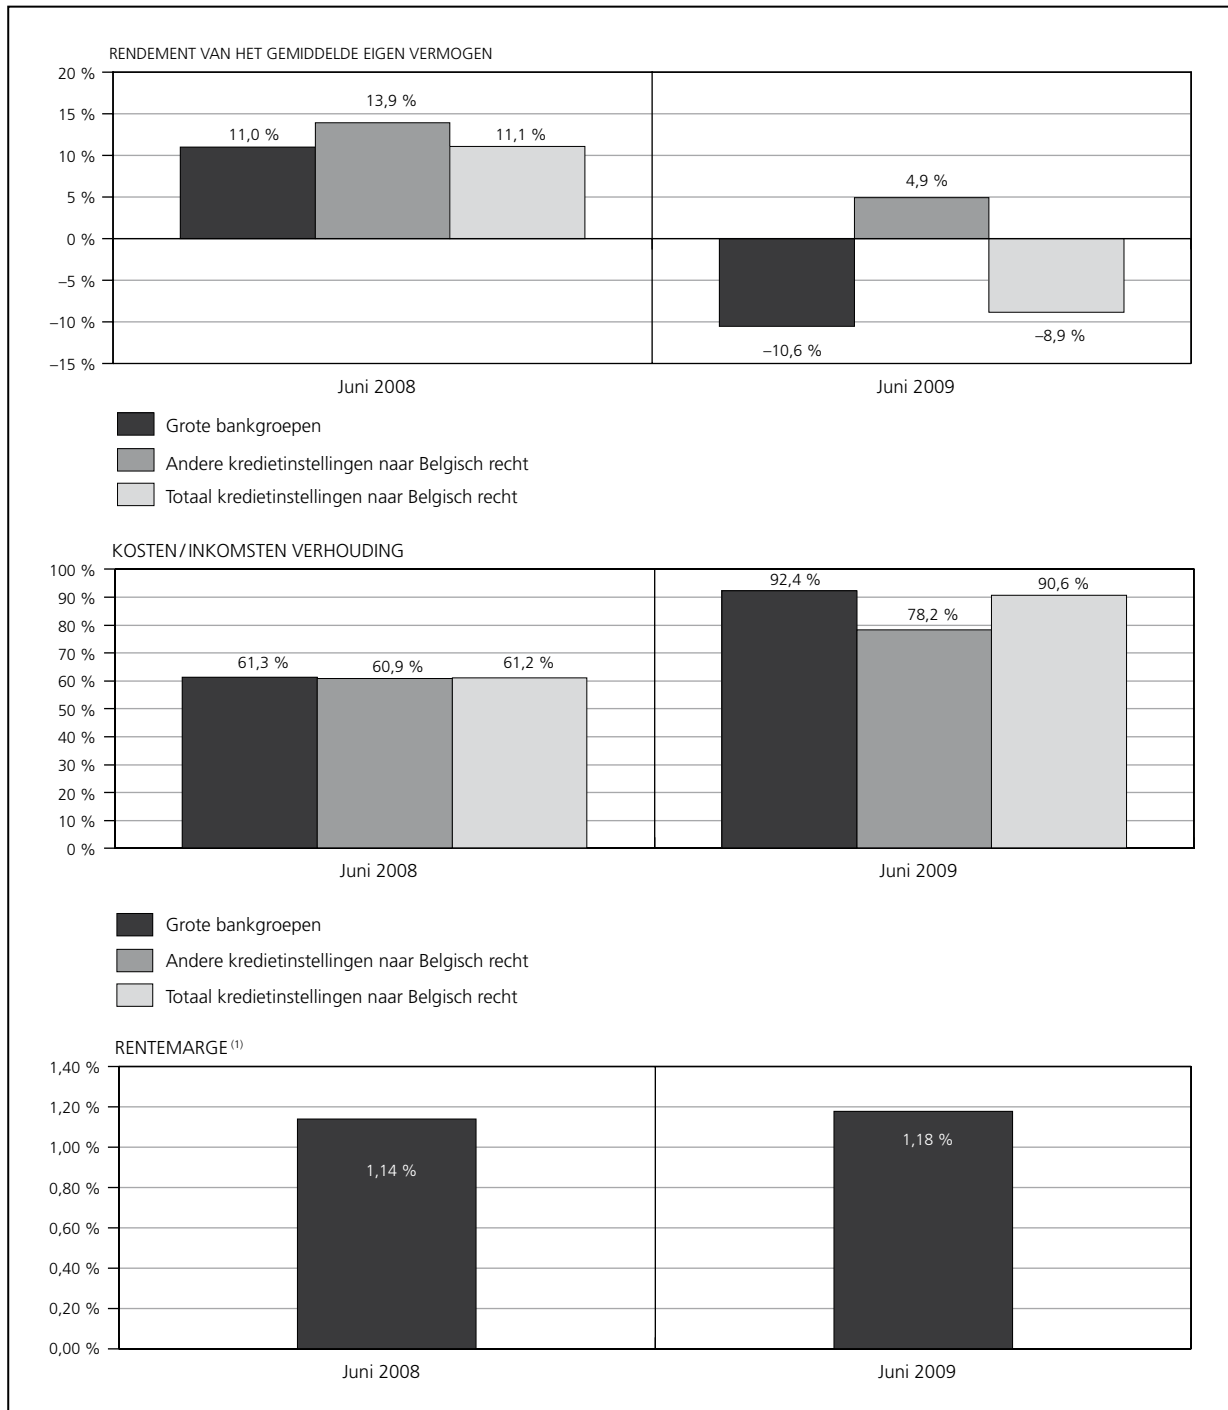 RENDEMENT VAN HET GEMIDDELDE EIGEN VERMOGEN
20 %
15 %
10 %
5 %
0 %
–5 %
–10 %
–15 %
11,0 %
13,9 %
11,1 %
–10,6 %
4,9 %
–8,9 %
Juni 2008
Juni 2009
Grote bankgroepen
Andere kredietinstellingen naar Belgisch recht
Totaal kredietinstellingen naar Belgisch recht
KOSTEN / INKOMSTEN VERHOUDING
100 %
90 %
80 %
70 %
60 %
50 %
40 %
30 %
20 %
10 %
0 %
61,3 %
60,9 %
61,2 %
92,4 %
78,2 %
90,6 %
Juni 2008
Juni 2009
Grote bankgroepen
Andere kredietinstellingen naar Belgisch recht
Totaal kredietinstellingen naar Belgisch recht
RENTEMARGE (1)
1,40 %
1,20 %
1,00 %
0,80 %
0,60 %
0,40 %
0,20 %
0,00 %
1,14 %
1,18 %
Juni 2008
Juni 2009